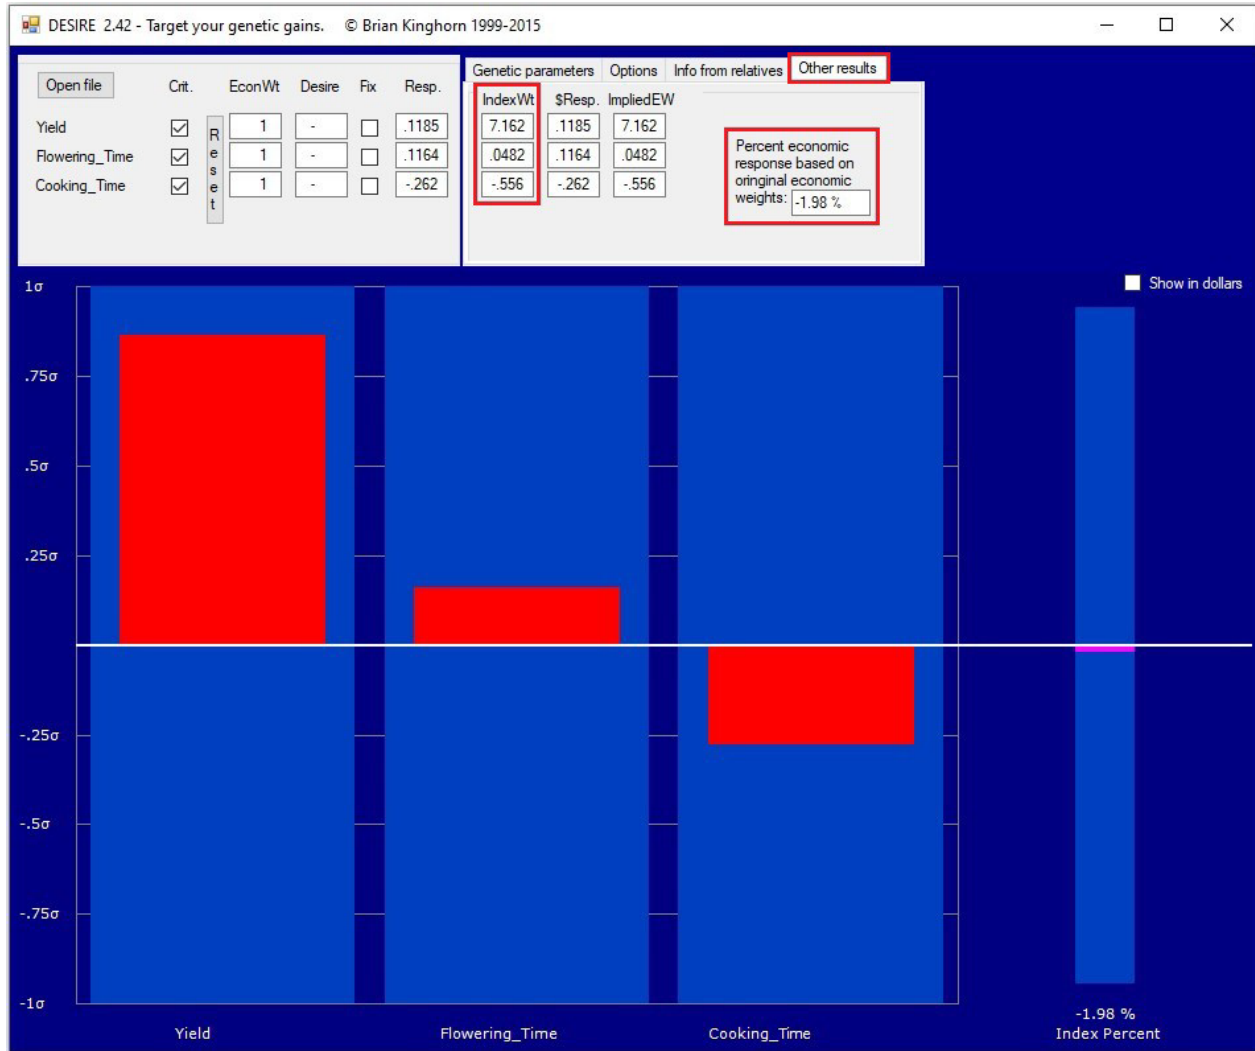 DESIRE 2.42 - Target your genetic gains. © Brian Kinghorn 1999-2015
Open file Crit. EconWt Desire Fix Resp.
Yield 1 - .1185
Flowering_Time 1 - .1164
Cooking_Time 1 - -.262
Reset
Genetic parameters Options Info from relatives Other results
IndexWt $Resp. ImpliedEW
7.162 .1185 7.162
.0482 .1164 .0482
-.556 -.262 -.556
Percent economic
response based on
oringinal economic
weights: -1.98 %
Show in dollars
1σ
.75σ
.5σ
.25σ
-.25σ
-.5σ
-.75σ
-1σ
Yield Flowering_Time Cooking_Time
-1.98 %
Index Percent